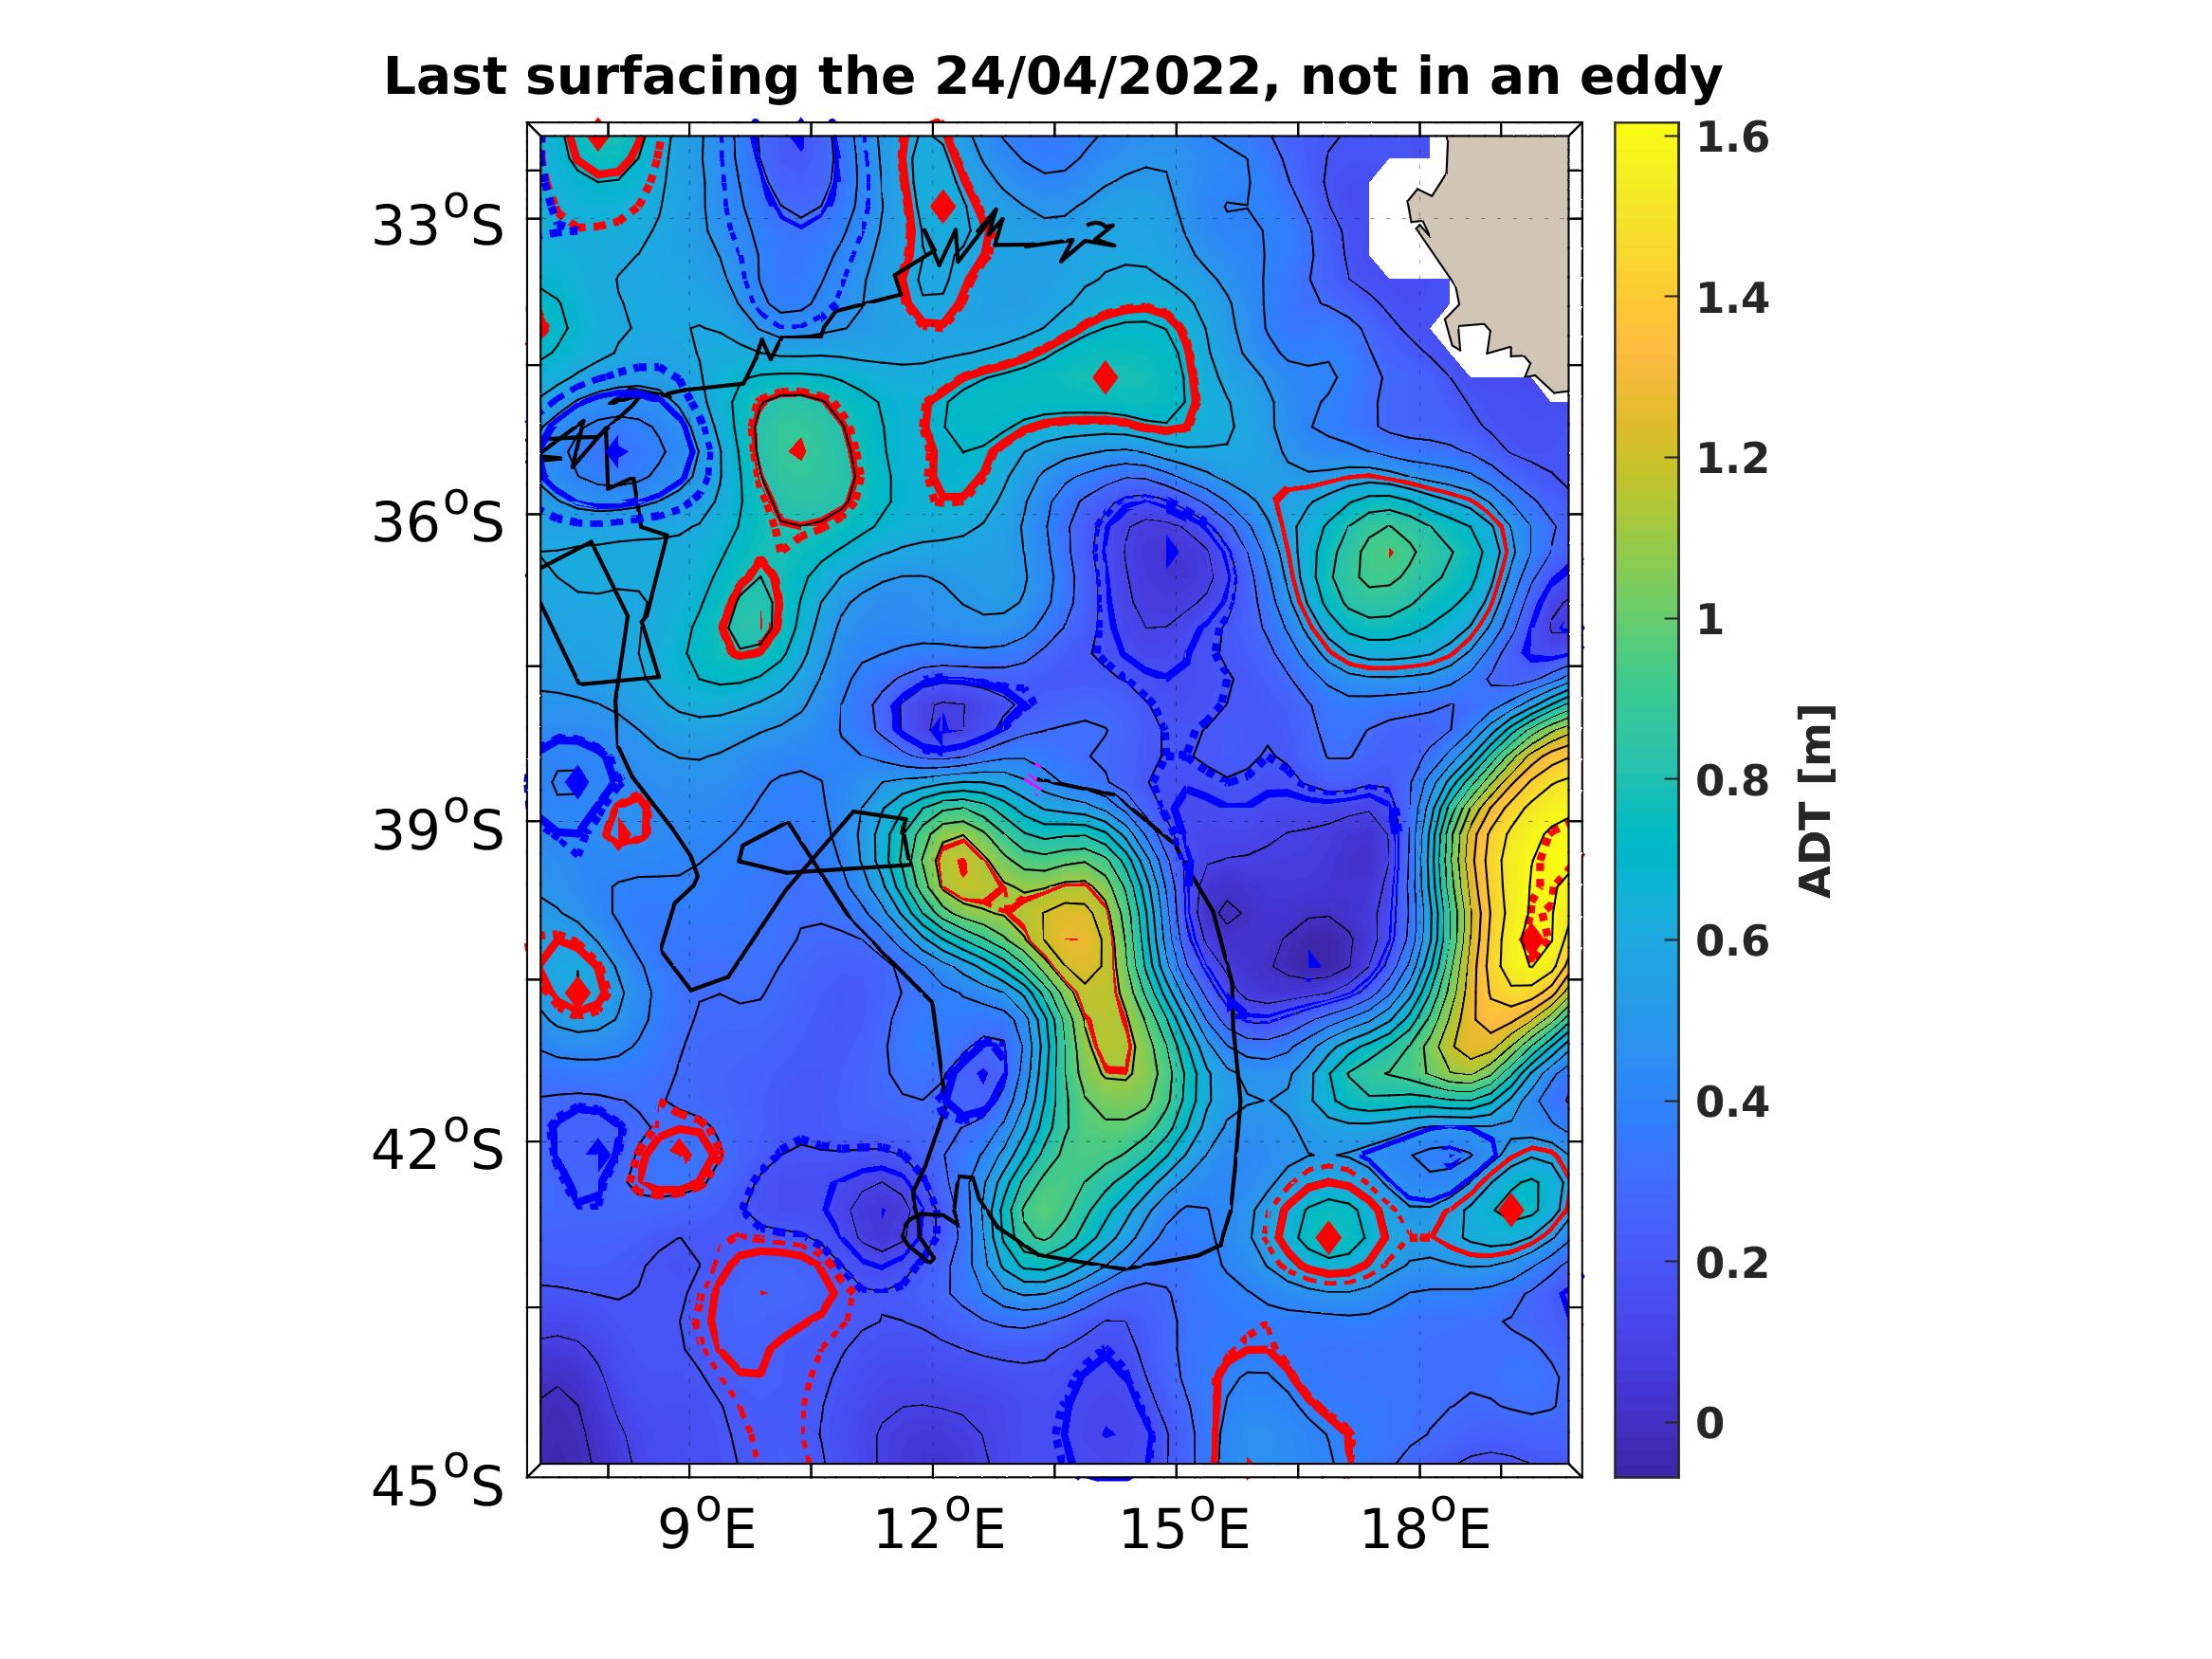 Last surfacing the 24/04/2022, not in an eddy
33°S
36°S
39°S
42°S
45°S
9°E
12°E
15°E
18°E
1.6
1.4
1.2
1
0.8
0.6
0.4
0.2
0
ADT [m]